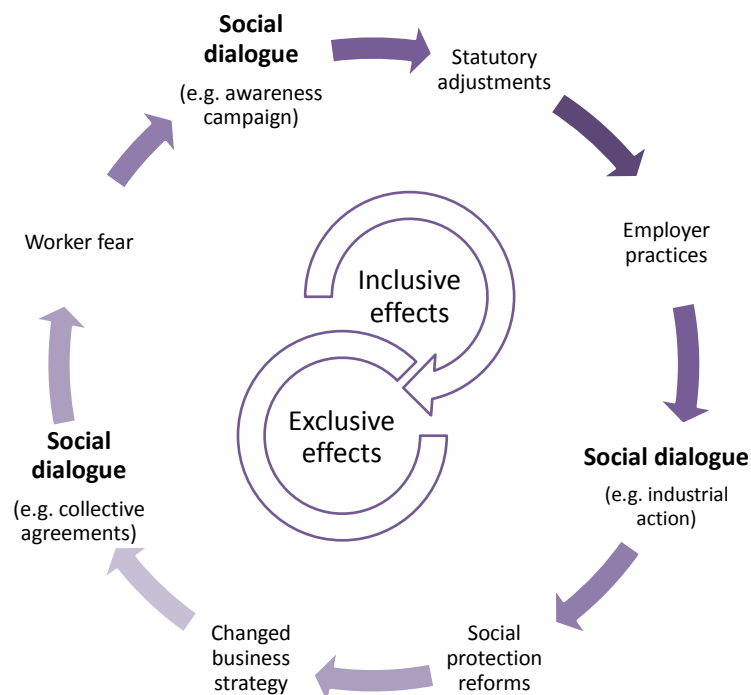 Social
dialogue
(e.g. awareness
campaign)
Statutory
adjustments
Employer
practices
Social dialogue
(e.g. industrial
action)
Social
protection
reforms
Changed
business
strategy
Social
dialogue
(e.g. collective
agreements)
Worker fear
Inclusive
effects
Exclusive
effects